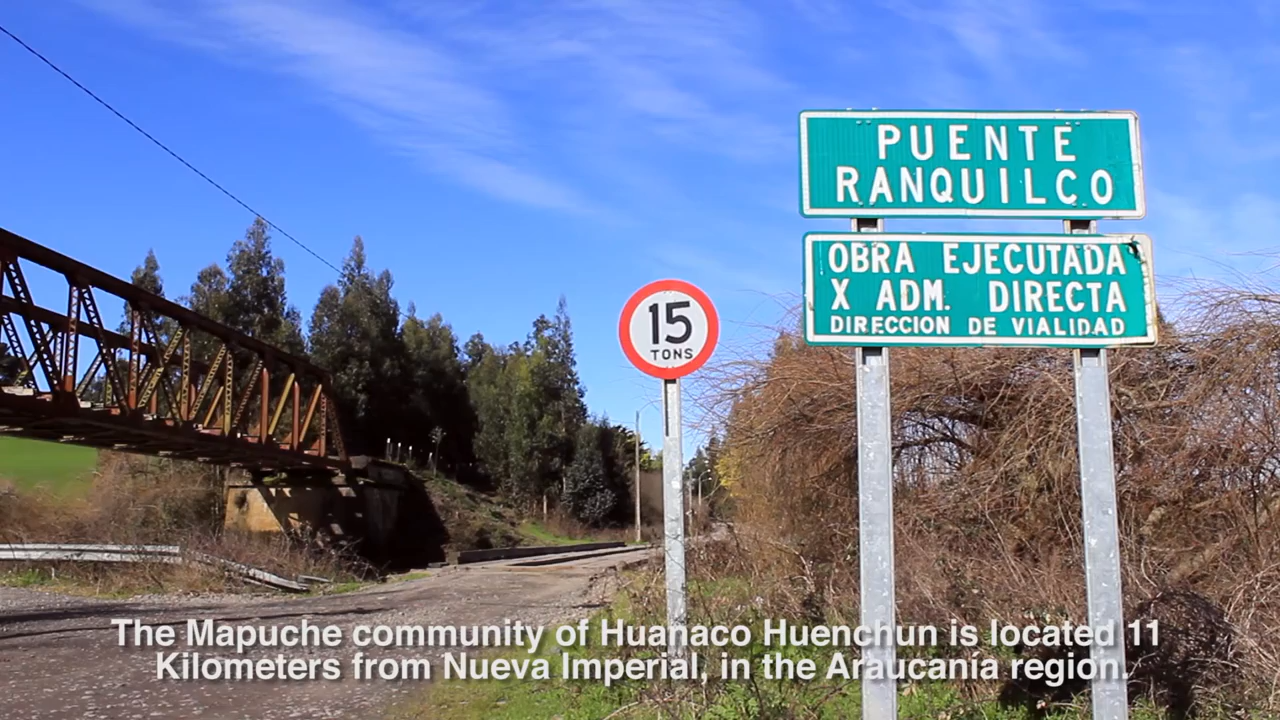 PUENTE
RANQUILCO
OBRA EJECUTADA
X ADM. DIRECTA
DIRECCION DE VIALIDAD
15
TONS
The Mapuche community of Huanaco Huenchun is located 11
Kilometers from Nueva Imperial, in the Araucanía region.